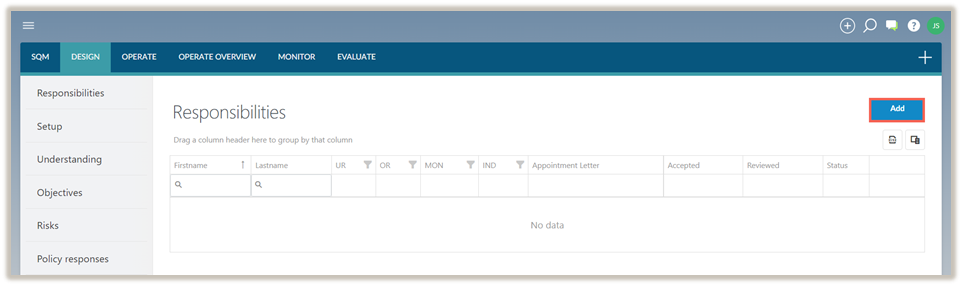 JS
SQM DESIGN OPERATE OPERATE OVERVIEW MONITOR EVALUATE
Responsibilities
Setup
Understanding
Objectives
Risks
Policy responses
Responsibilities
Add
Drag a column header here to group by that column
Firstname Lastname UR OR MON IND Appointment Letter Accepted Reviewed Status
No data